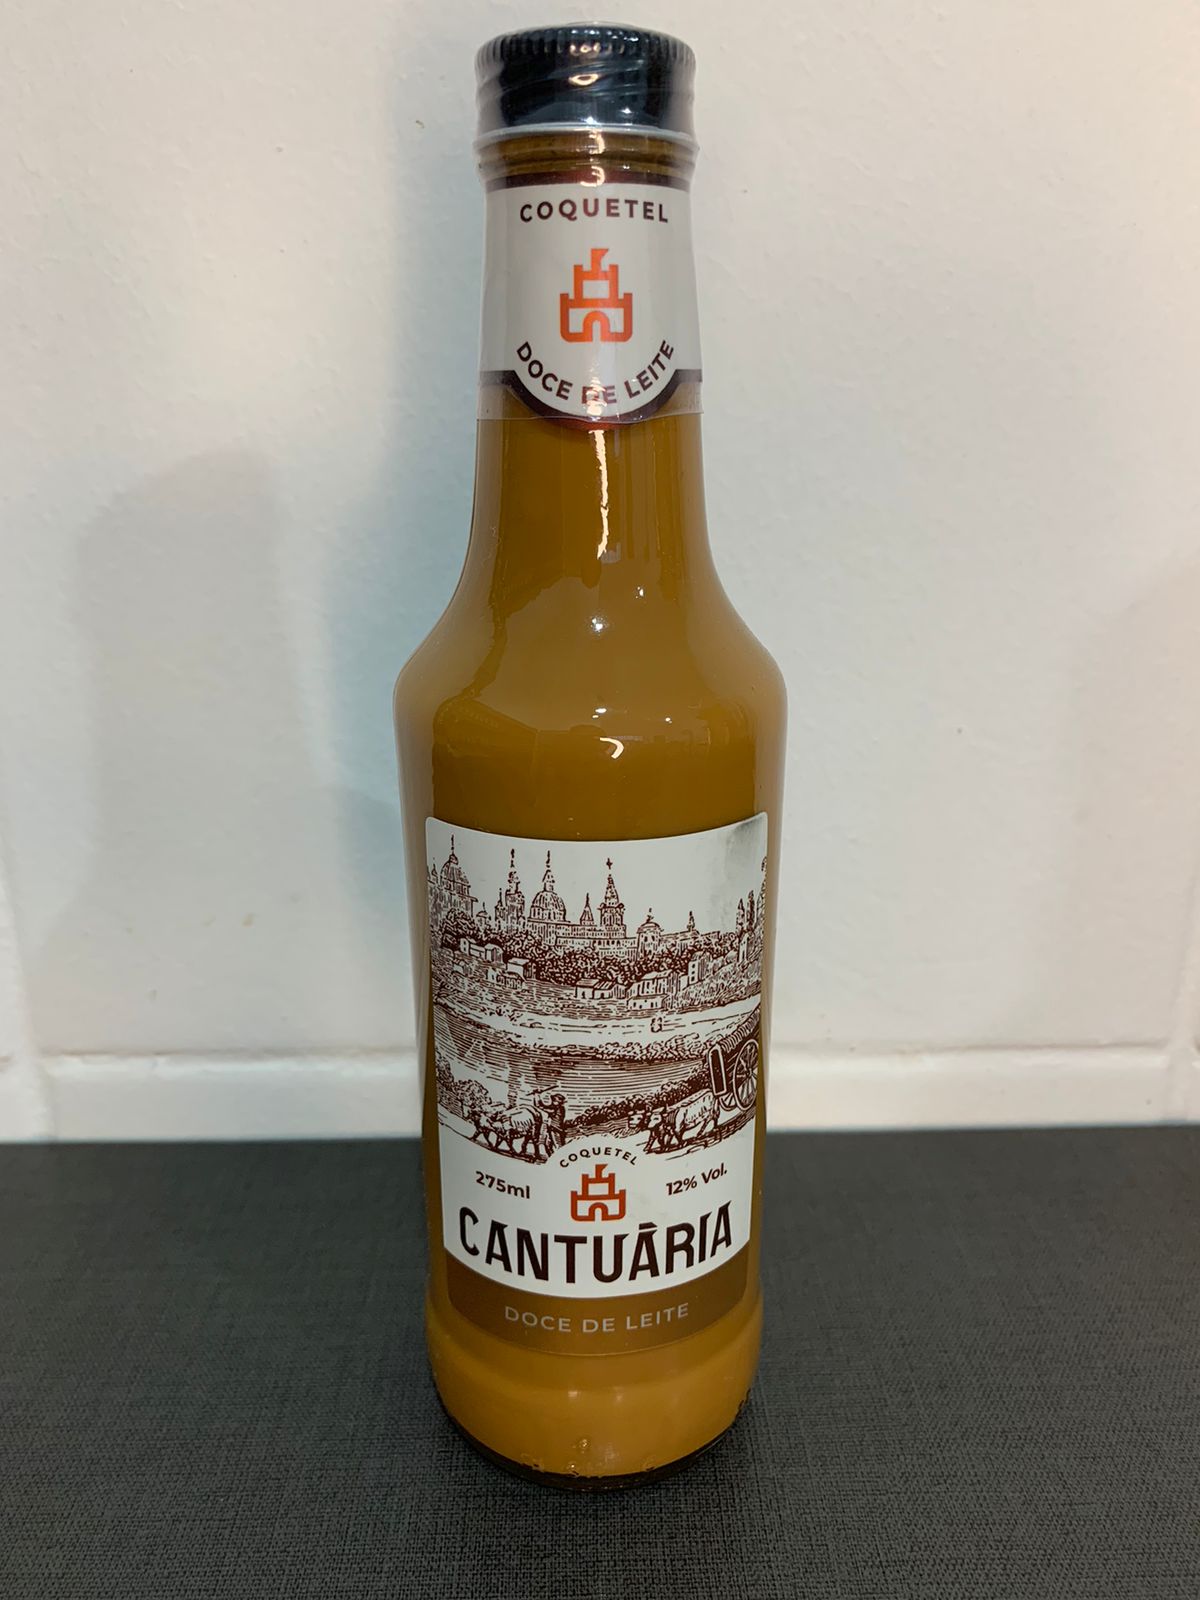 COQUETEL
DOCE DE LEITE
COQUETEL
275ml
12% Vol.
CANTUÁRIA
DOCE DE LEITE